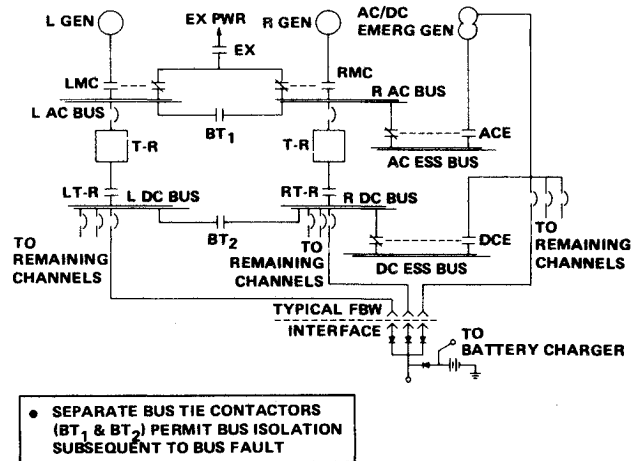 L GEN
EX PWR
R GEN
AC/DC
EMERG GEN
EX
LMC
RMC
L AC BUS
R AC BUS
BT1
T-R
T-R
ACE
AC ESS BUS
LT-R
L DC BUS
RT-R
R DC BUS
BT2
TO
REMAINING
CHANNELS
TO
REMAINING
CHANNELS
DCE
DC ESS BUS
TO
REMAINING
CHANNELS
TYPICAL FBW
INTERFACE
TO
BATTERY CHARGER
• SEPARATE BUS TIE CONTACTORS
(BT1 & BT2) PERMIT BUS ISOLATION
SUBSEQUENT TO BUS FAULT